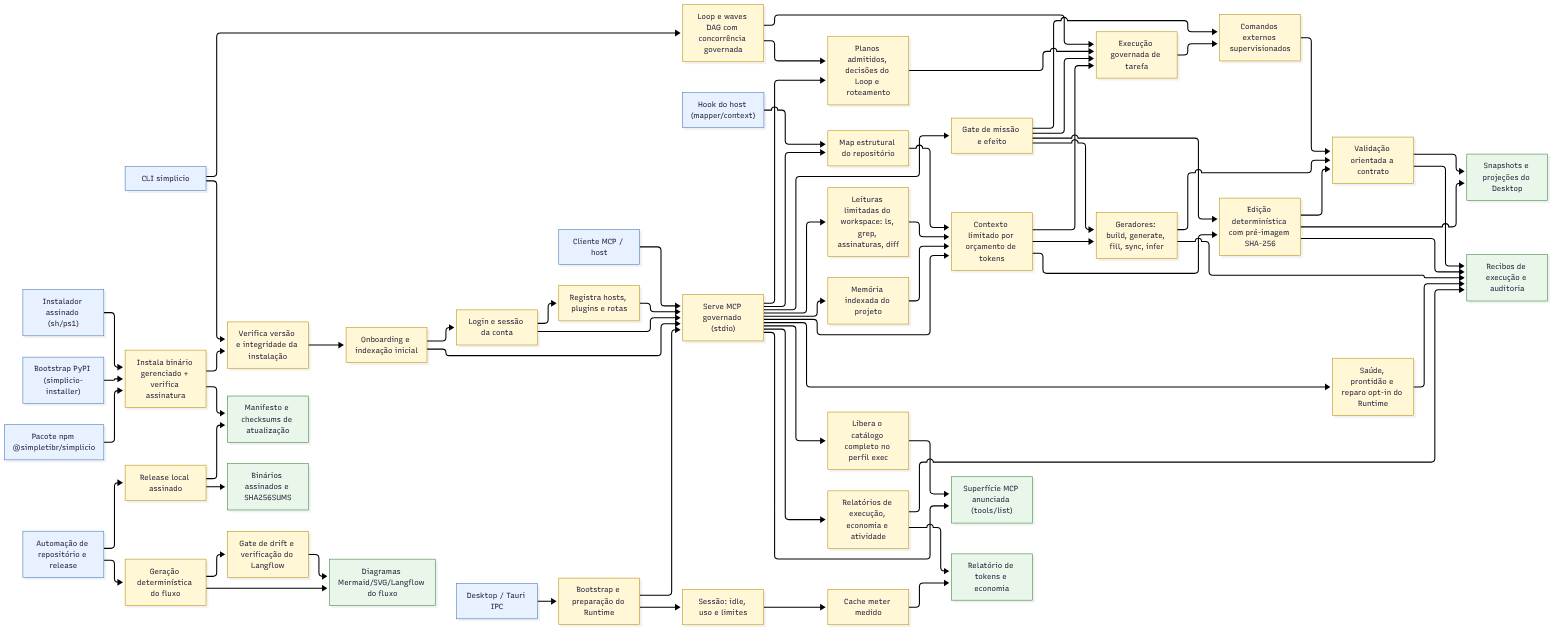 Loop e waves
DAG com
concorrência
governada
Comandos
externos
supervisionados
Execução
governada de
tarefa
Planos
admitidos,
decisões do
Loop e
roteamento
Hook do host
(mapper/context)
Gate de missão
e efeito
Map estrutural
do repositório
Validação
orientada a
contrato
Snapshots e
projeções do
Desktop
CLI simplicio
Leituras
limitadas do
workspace: ls,
grep,
assinaturas, diff
Contexto
limitado por
orçamento de
tokens
Geradores:
build, generate,
fill, sync, infer
Edição
determinística
com pré-imagem
SHA-256
Cliente MCP /
host
Recibos de
execução e
auditoria
Registra hosts,
plugins e rotas
Memória
indexada do
projeto
Instalador
assinado
(sh/ps1)
Serve MCP
governado
(stdio)
Login e sessão
da conta
Verifica versão
e integridade da
instalação
Onboarding e
indexação inicial
Bootstrap PyPI
(simplicio-
installer)
Instala binário
gerenciado +
verifica
assinatura
Saúde,
prontidão e
reparo opt-in do
Runtime
Manifesto e
checksums de
atualização
Pacote npm
@simpletibr/simplicio
Libera o
catálogo
completo no
perfil exec
Release local
assinado
Binários
assinados e
SHA256SUMS
Superfície MCP
anunciada
(tools/list)
Relatórios de
execução,
economia e
atividade
Automação de
repositório e
release
Gate de drift e
verificação do
Langflow
Geração
determinística
do fluxo
Diagramas
Mermaid/SVG/Langflow
do fluxo
Relatório de
tokens e
economia
Desktop / Tauri
IPC
Bootstrap e
preparação do
Runtime
Sessão: idle,
uso e limites
Cache meter
medido